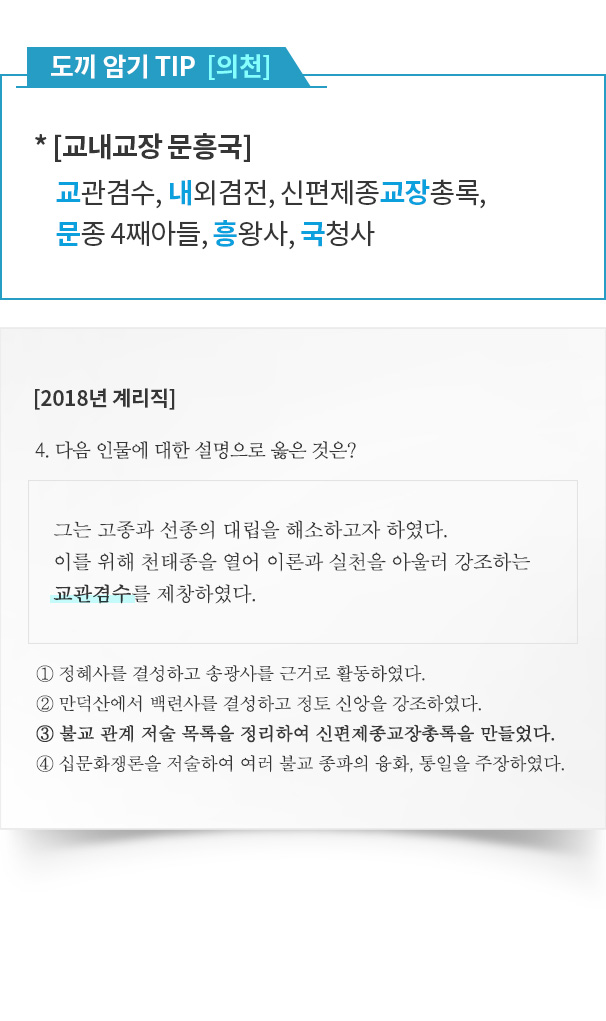 도끼 암기 TIP [의천]
* [교내교장 문흥국]
교관겸수, 내외겸전, 신편제종교장총록,
문종 4째아들, 흥왕사, 국청사
[2018년 계리직]
4. 다음 인물에 대한 설명으로 옳은 것은?
그는 고종과 선종의 대립을 해소하고자 하였다.
이를 위해 천태종을 열어 이론과 실천을 아울러 강조하는
교관겸수를 제창하였다.
① 정혜사를 결성하고 송광사를 근거로 활동하였다.
② 만덕산에서 백련사를 결성하고 정토 신앙을 강조하였다.
③ 불교 관계 저술 목록을 정리하여 신편제종교장총록을 만들었다.
④ 십문화쟁론을 저술하여 여러 불교 종파의 융화, 통일을 주장하였다.